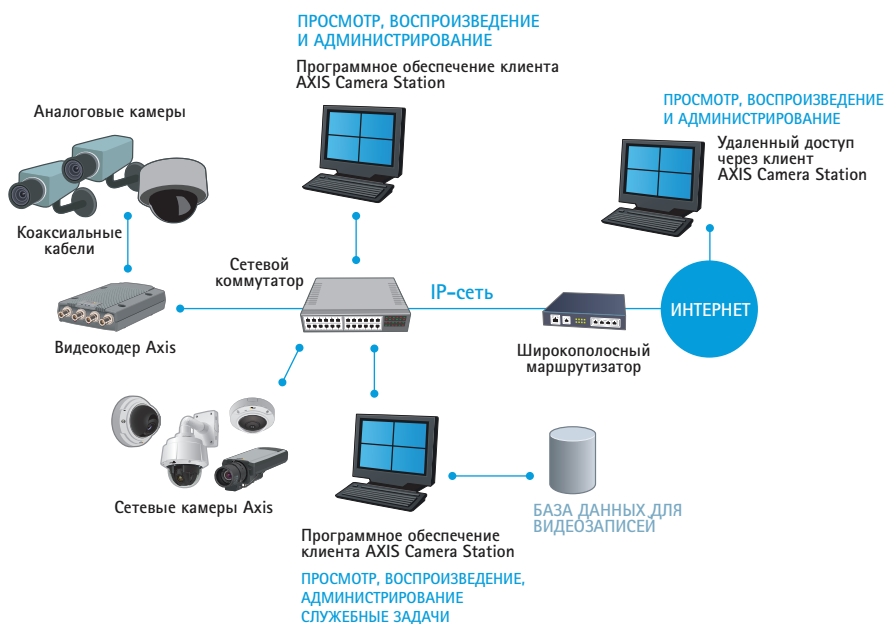 ПРОСМОТР, ВОСПРОИЗВЕДЕНИЕ
И АДМИНИСТРИРОВАНИЕ
Программное обеспечение клиента
AXIS Camera Station
ПРОСМОТР, ВОСПРОИЗВЕДЕНИЕ
И АДМИНИСТРИРОВАНИЕ
Удаленный доступ
через клиент
AXIS Camera Station
Аналоговые камеры
Коаксиальные
кабели
Сетевой
коммутатор
IP-сеть
ИНТЕРНЕТ
Видеокодер Axis
Широкополосный
маршрутизатор
Сетевые камеры Axis
БАЗА ДАННЫХ ДЛЯ
ВИДЕОЗАПИСЕЙ
Программное обеспечение
клиента AXIS Camera Station
ПРОСМОТР, ВОСПРОИЗВЕДЕНИЕ,
АДМИНИСТРИРОВАНИЕ
СЛУЖЕБНЫЕ ЗАДАЧИ